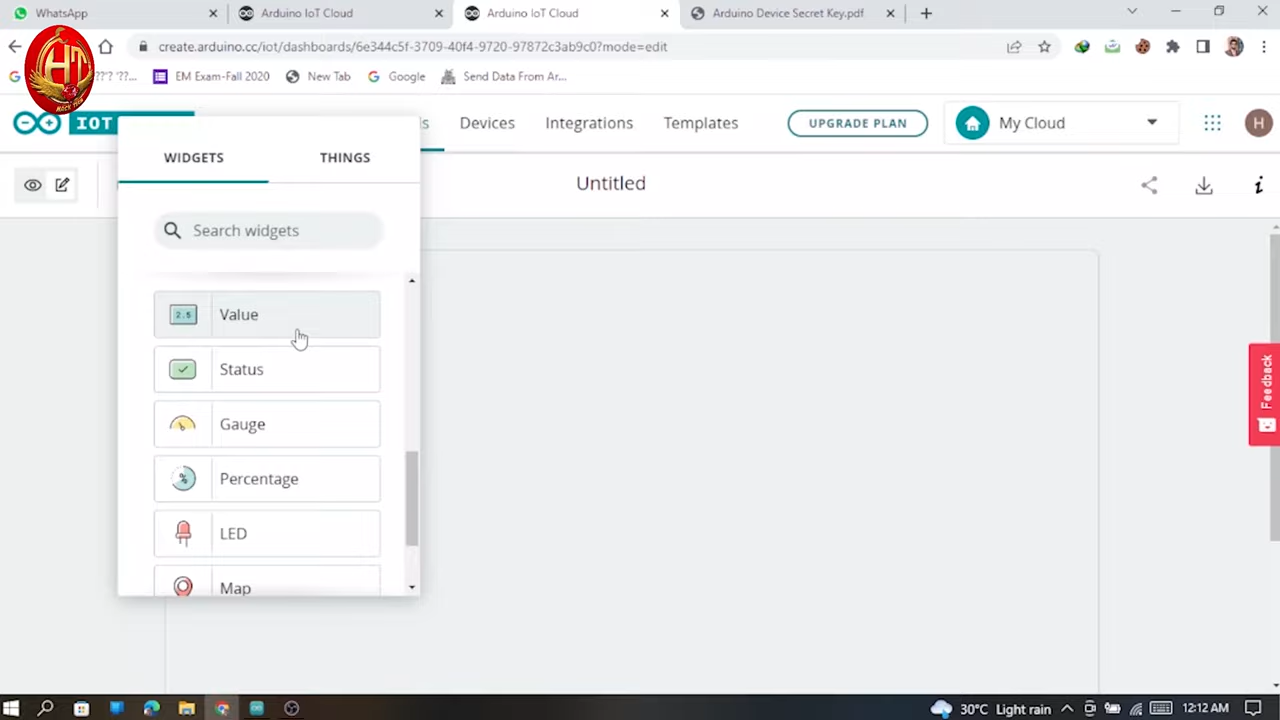 WhatsApp
Arduino IoT Cloud
Arduino IoT Cloud
Arduino Device Secret Key.pdf
create.arduino.cc/iot/dashboards/6e344c5f-3709-40f4-9720-97872c3ab9c0?mode=edit
EM Exam-Fall 2020
New Tab
Google
Send Data From Ar...
HT
IOT
Devices
Integrations
Templates
UPGRADE PLAN
My Cloud
H
WIDGETS
THINGS
Untitled
Search widgets
2.5
Value
Status
Gauge
%
Percentage
LED
Map
Feedback
30°C Light rain
12:12 AM